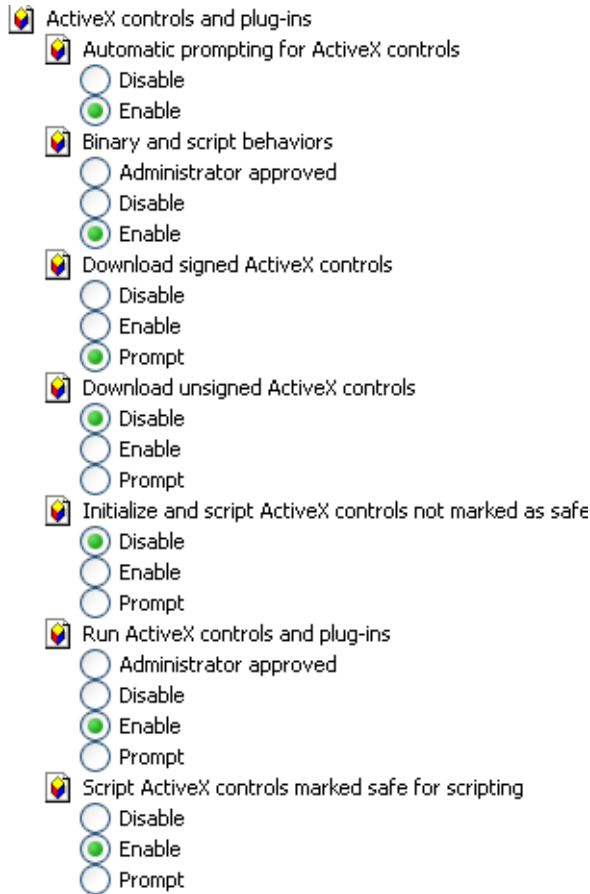 ActiveX controls and plug-ins
Automatic prompting for ActiveX controls
Disable
Enable
Binary and script behaviors
Administrator approved
Disable
Enable
Download signed ActiveX controls
Disable
Enable
Prompt
Download unsigned ActiveX controls
Disable
Enable
Prompt
Initialize and script ActiveX controls not marked as safe
Disable
Enable
Prompt
Run ActiveX controls and plug-ins
Administrator approved
Disable
Enable
Prompt
Script ActiveX controls marked safe for scripting
Disable
Enable
Prompt